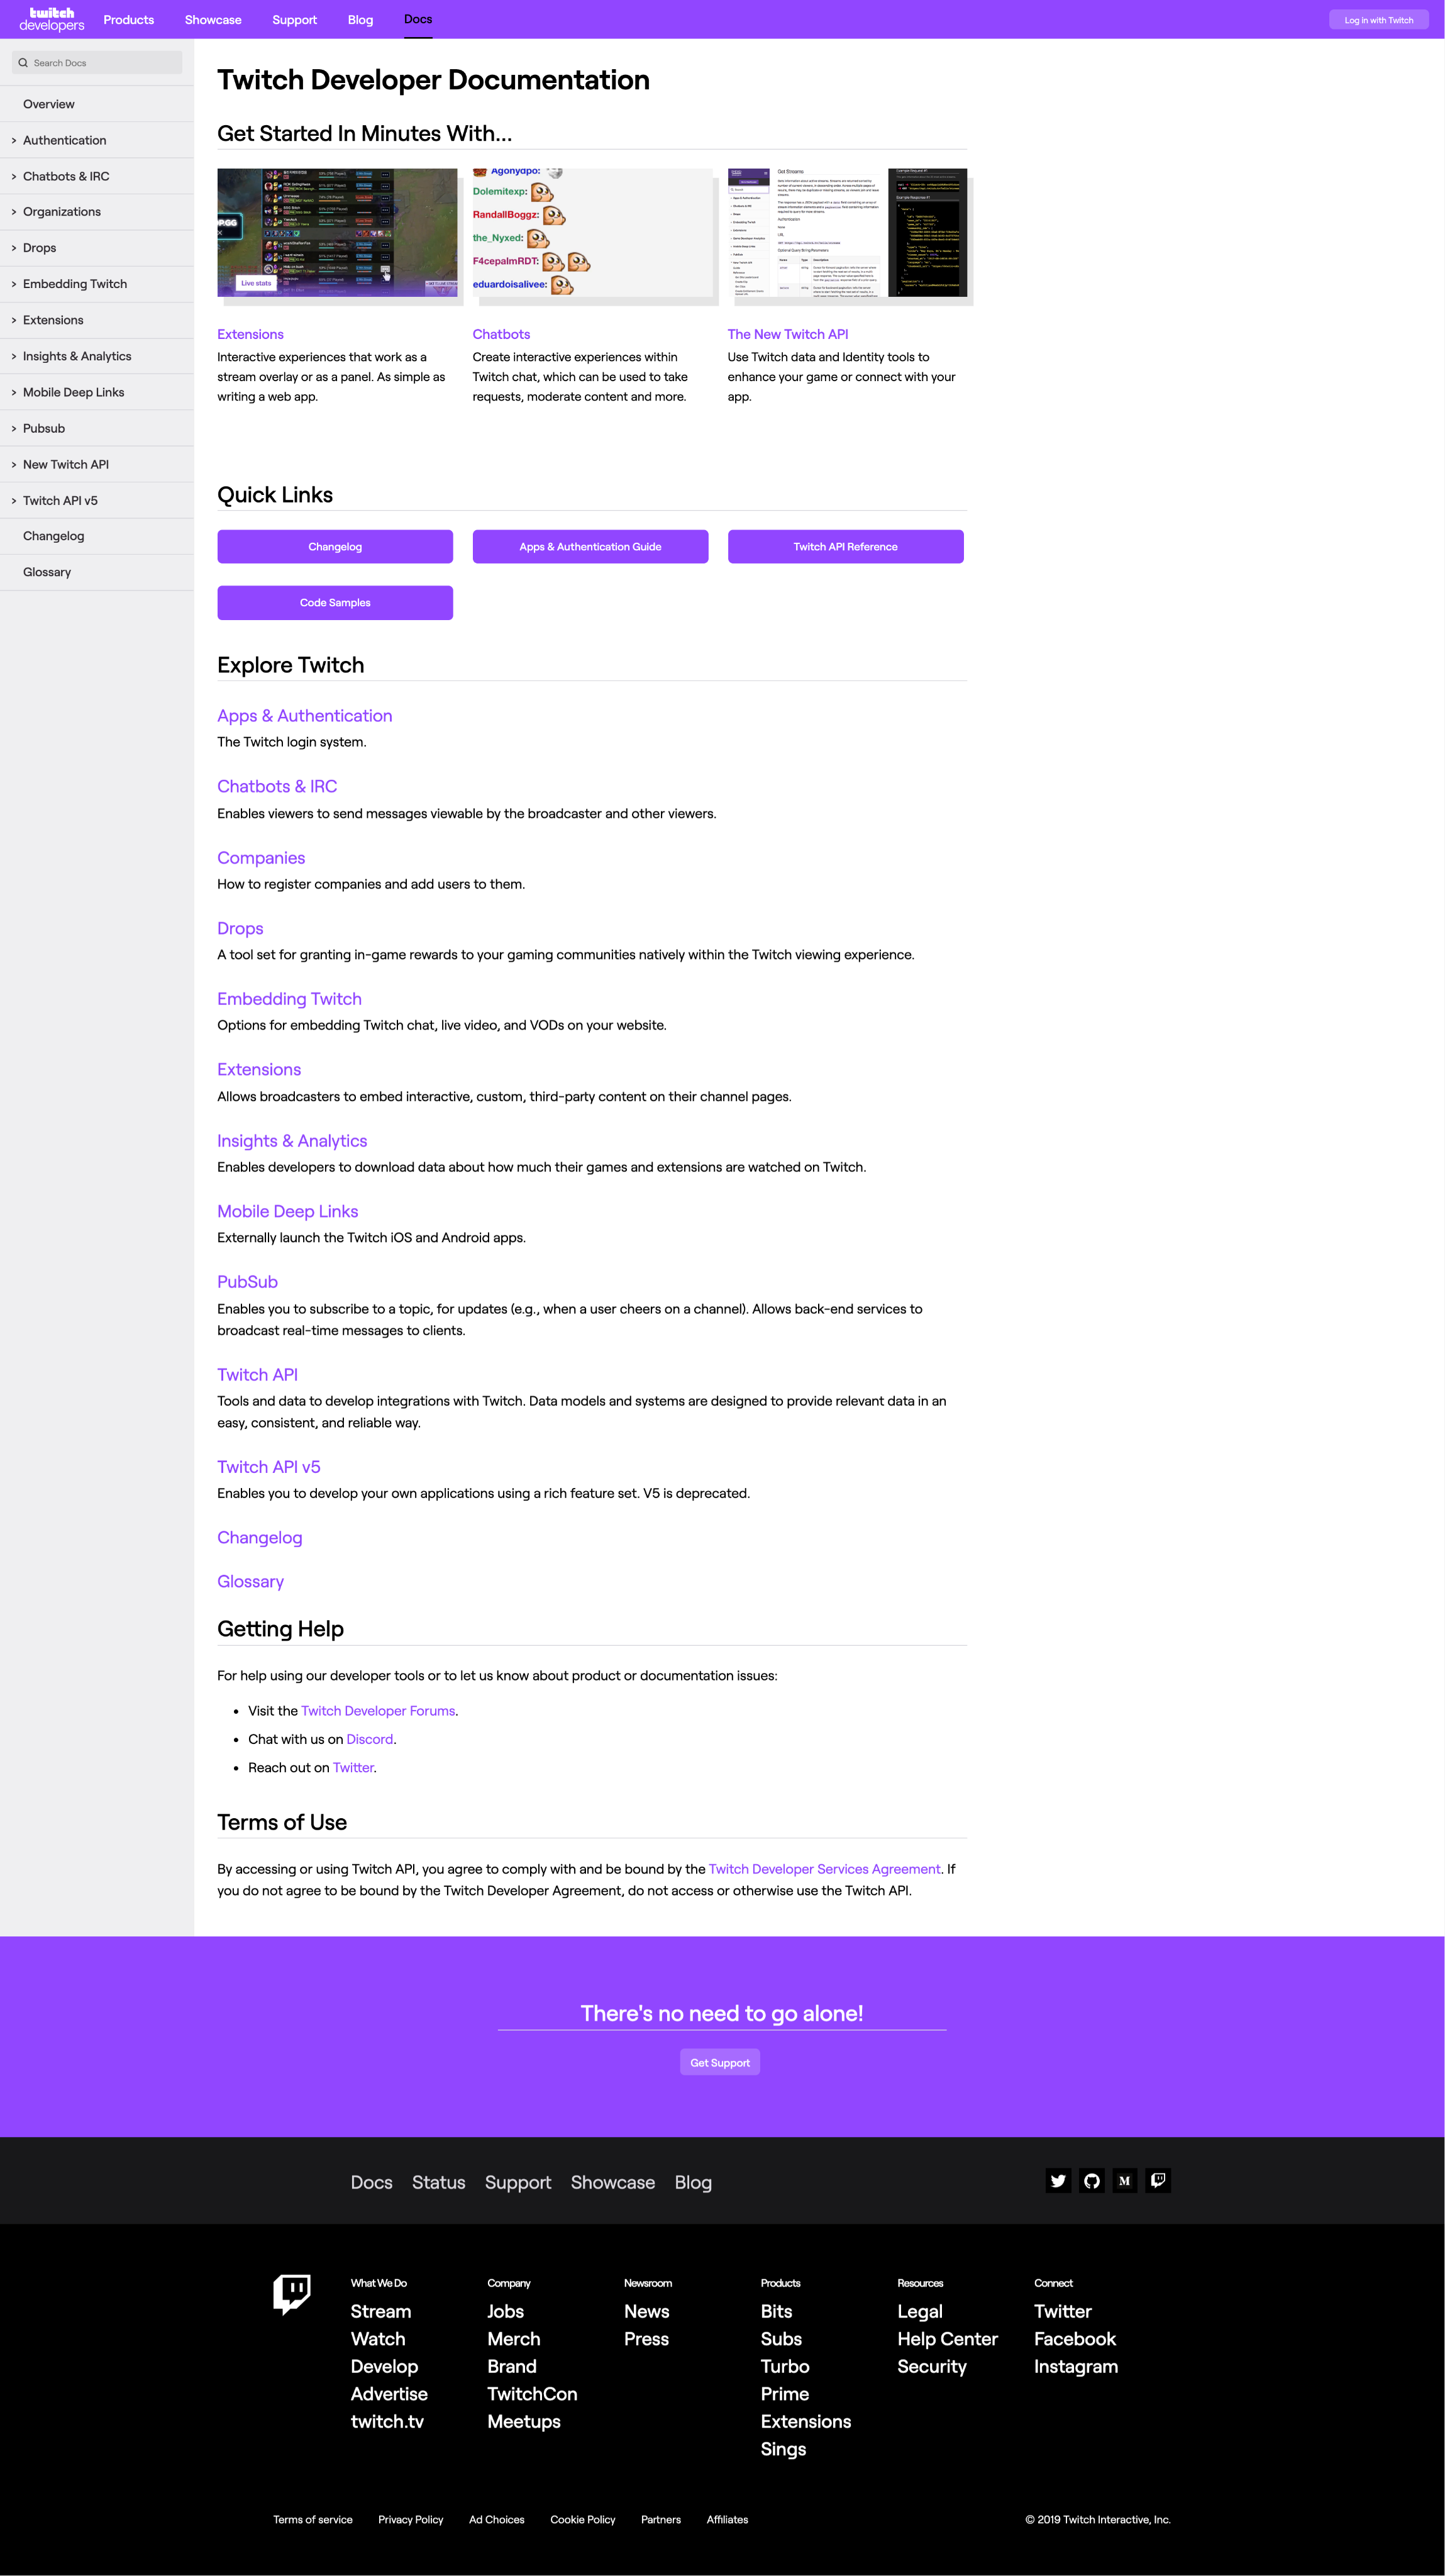 twitch
developers
Products
Showcase
Support
Blog
Docs
Log in with Twitch
Search Docs
Overview
Authentication
Chatbots & IRC
Organizations
Drops
Embedding Twitch
Extensions
Insights & Analytics
Mobile Deep Links
Pubsub
New Twitch API
Twitch API v5
Changelog
Glossary
Twitch Developer Documentation
Get Started In Minutes With...
Live stats
Agonydpo:
Dolemitexp:
RandallBoggz:
the_Nyxed:
F4cepalmRDT:
eduardoisalivee:
Get Streams
Extensions
Interactive experiences that work as a
stream overlay or as a panel. As simple as
writing a web app.
Chatbots
Create interactive experiences within
Twitch chat, which can be used to take
requests, moderate content and more.
The New Twitch API
Use Twitch data and Identity tools to
enhance your game or connect with your
app.
Quick Links
Changelog
Apps & Authentication Guide
Twitch API Reference
Code Samples
Explore Twitch
Apps & Authentication
The Twitch login system.
Chatbots & IRC
Enables viewers to send messages viewable by the broadcaster and other viewers.
Companies
How to register companies and add users to them.
Drops
A tool set for granting in-game rewards to your gaming communities natively within the Twitch viewing experience.
Embedding Twitch
Options for embedding Twitch chat, live video, and VODs on your website.
Extensions
Allows broadcasters to embed interactive, custom, third-party content on their channel pages.
Insights & Analytics
Enables developers to download data about how much their games and extensions are watched on Twitch.
Mobile Deep Links
Externally launch the Twitch iOS and Android apps.
PubSub
Enables you to subscribe to a topic, for updates (e.g., when a user cheers on a channel). Allows back-end services to
broadcast real-time messages to clients.
Twitch API
Tools and data to develop integrations with Twitch. Data models and systems are designed to provide relevant data in an
easy, consistent, and reliable way.
Twitch API v5
Enables you to develop your own applications using a rich feature set. V5 is deprecated.
Changelog
Glossary
Getting Help
For help using our developer tools or to let us know about product or documentation issues:
• Visit the Twitch Developer Forums.
• Chat with us on Discord.
• Reach out on Twitter.
Terms of Use
By accessing or using Twitch API, you agree to comply with and be bound by the Twitch Developer Services Agreement. If
you do not agree to be bound by the Twitch Developer Agreement, do not access or otherwise use the Twitch API.
There's no need to go alone!
Get Support
Docs
Status
Support
Showcase
Blog
What We Do
Stream
Watch
Develop
Advertise
twitch.tv
Company
Jobs
Merch
Brand
TwitchCon
Meetups
Newsroom
News
Press
Products
Bits
Subs
Turbo
Prime
Extensions
Sings
Resources
Legal
Help Center
Security
Connect
Twitter
Facebook
Instagram
Terms of service
Privacy Policy
Ad Choices
Cookie Policy
Partners
Affiliates
© 2019 Twitch Interactive, Inc.